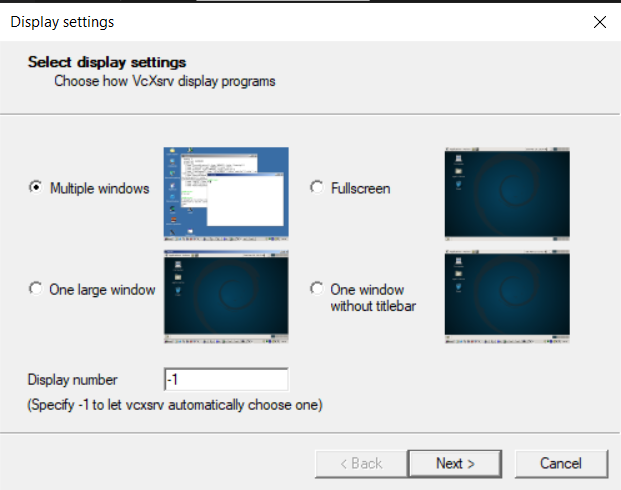 Display settings
Select display settings
Choose how VcXsrv display programs
Multiple windows
Fullscreen
One large window
One window
without titlebar
Display number
-1
(Specify -1 to let vcxsrv automatically choose one)
< Back
Next >
Cancel